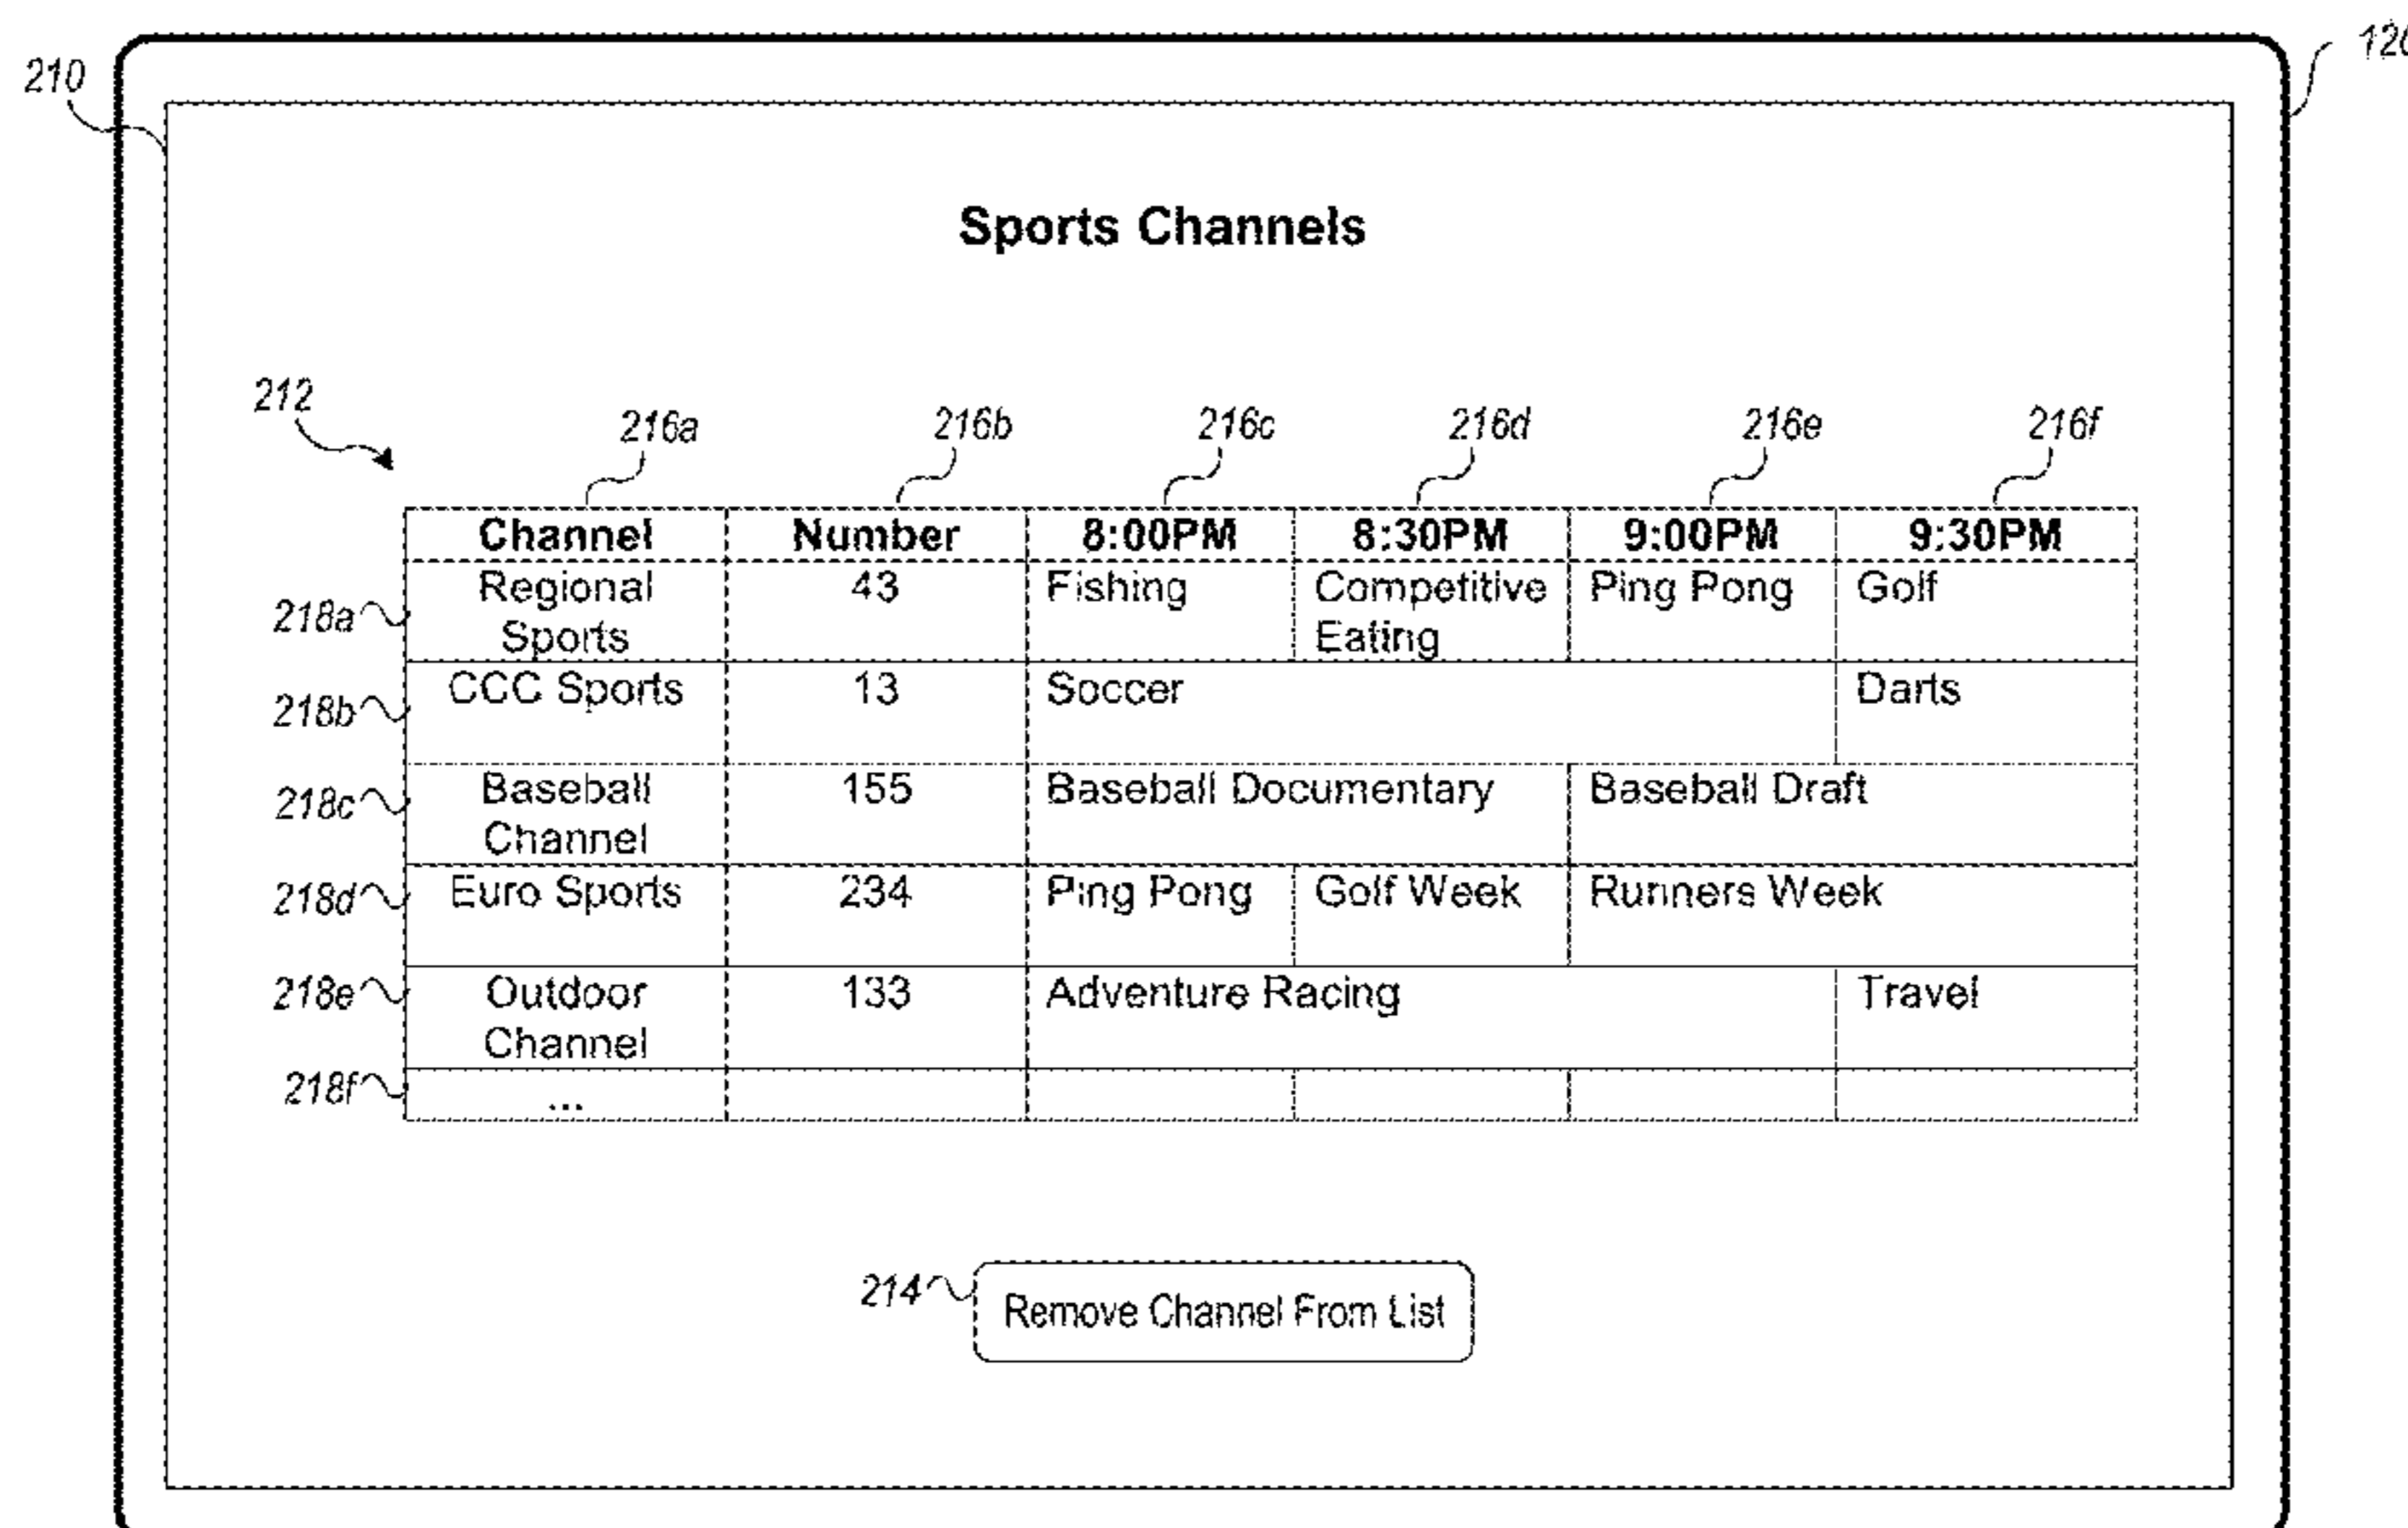 210
Sports Channels
212
216a 216b 216c 216d 216e 216f
Channel Number 8:00PM 8:30PM 9:00PM 9:30PM
218a Regional Sports 43 Fishing Competitive Eating Ping Pong Golf
218b CCC Sports 13 Soccer Darts
218c Baseball Channel 155 Baseball Documentary Baseball Draft
218d Euro Sports 234 Ping Pong Golf Week Runners Week
218e Outdoor Channel 133 Adventure Racing Travel
218f ...
214 Remove Channel From List